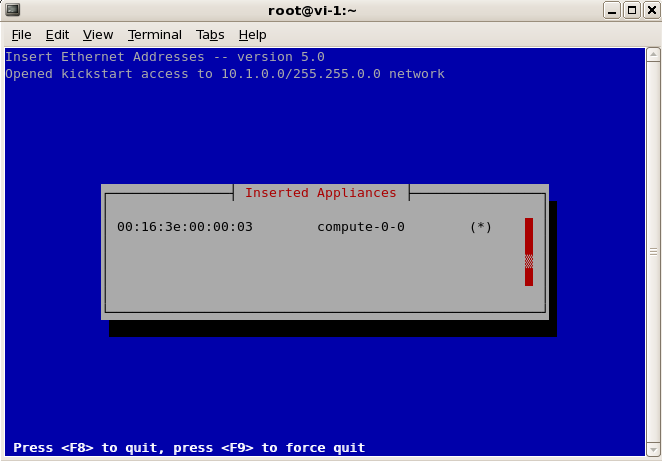 root@vi-1:~
File Edit View Terminal Tabs Help
Insert Ethernet Addresses -- version 5.0
Opened kickstart access to 10.1.0.0/255.255.0.0 network
Inserted Appliances
00:16:3e:00:00:03 compute-0-0 (*)
Press <F8> to quit, press <F9> to force quit